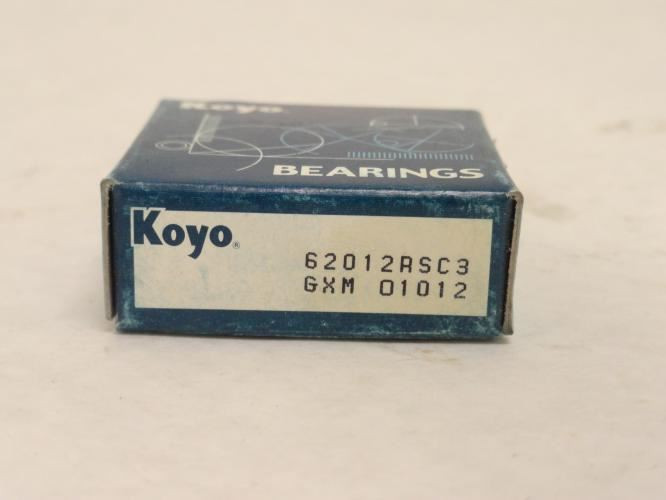 Koyo
BEARINGS
Koyo®
62012RSC3
GXM 01012